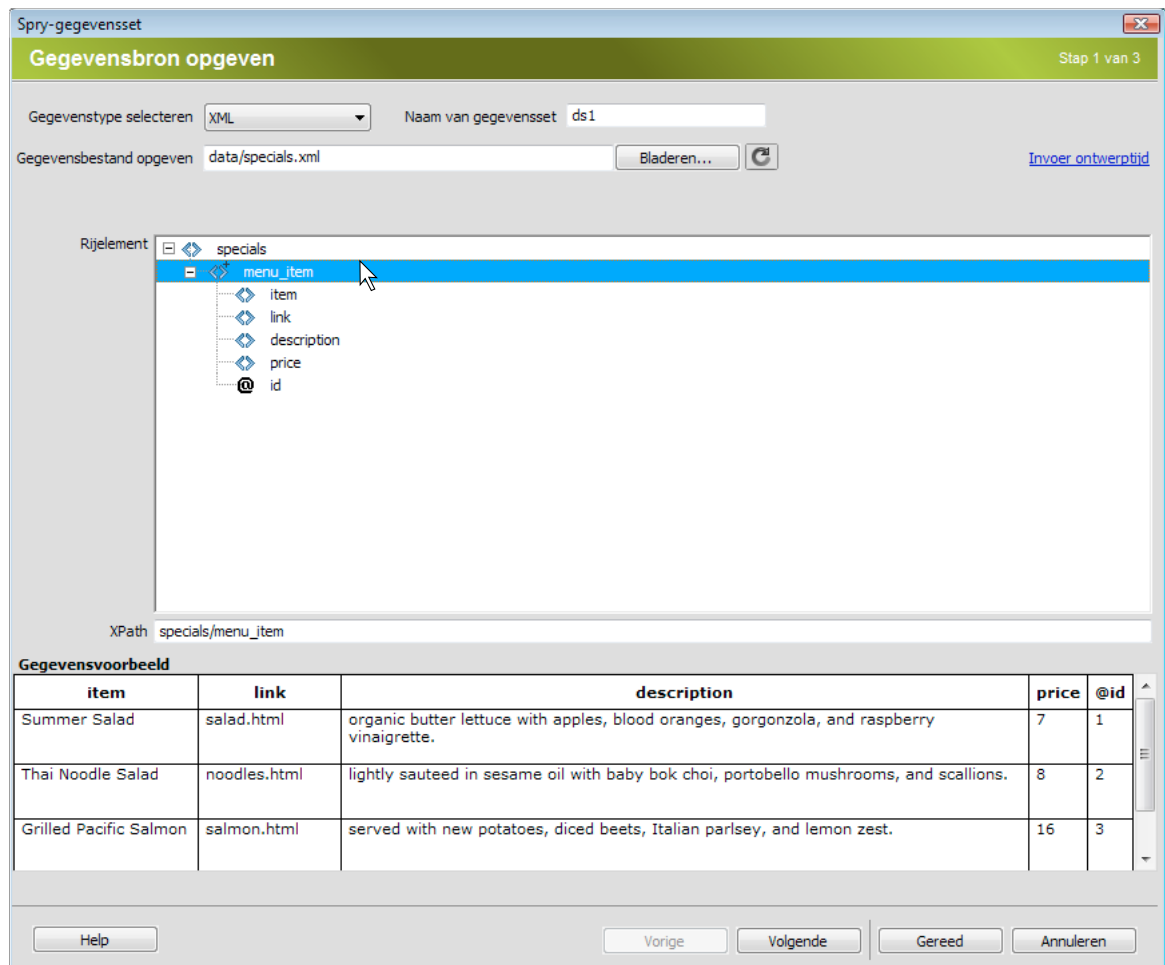 Spry-gegevensset
Gegevensbron opgeven
Stap 1 van 3
Gegevenstype selecteren XML Naam van gegevensset ds1
Gegevensbestand opgeven data/specials.xml Bladeren... Invoer ontwerptijd
Rijelement
specials
menu_item
item
link
description
price
@ id
XPath specials/menu_item
Gegevensvoorbeeld
item link description price @id
Summer Salad salad.html organic butter lettuce with apples, blood oranges, gorgonzola, and raspberry 7 1
vinaigrette.
Thai Noodle Salad noodles.html lightly sauteed in sesame oil with baby bok choi, portobello mushrooms, and scallions. 8 2
Grilled Pacific Salmon salmon.html served with new potatoes, diced beets, Italian parlsey, and lemon zest. 16 3
Help Vorige Volgende Gereed Annuleren